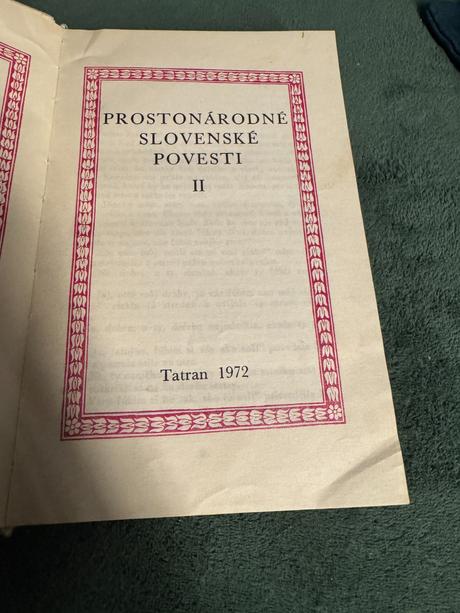 PROSTONÁRODNÉ
SLOVENSKÉ
POVESTI
II
Tatran 1972